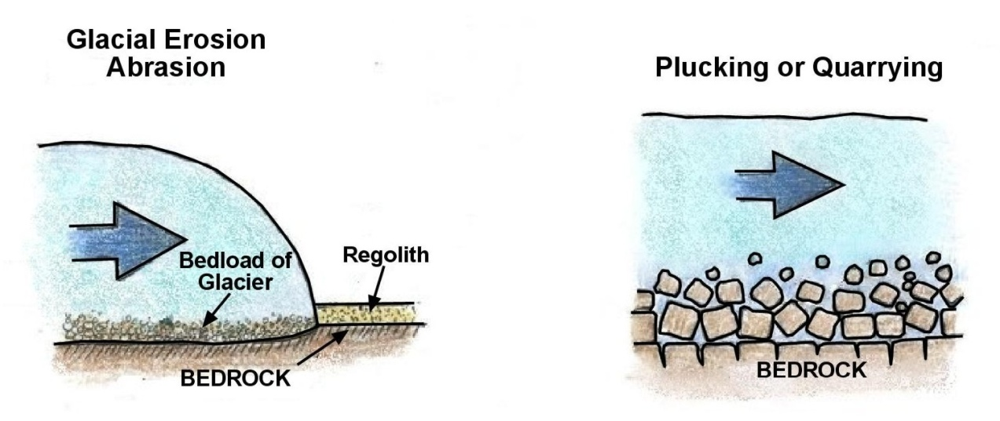 Glacial Erosion
Abrasion
Plucking or Quarrying
Bedload of
Glacier
Regolith
BEDROCK
BEDROCK